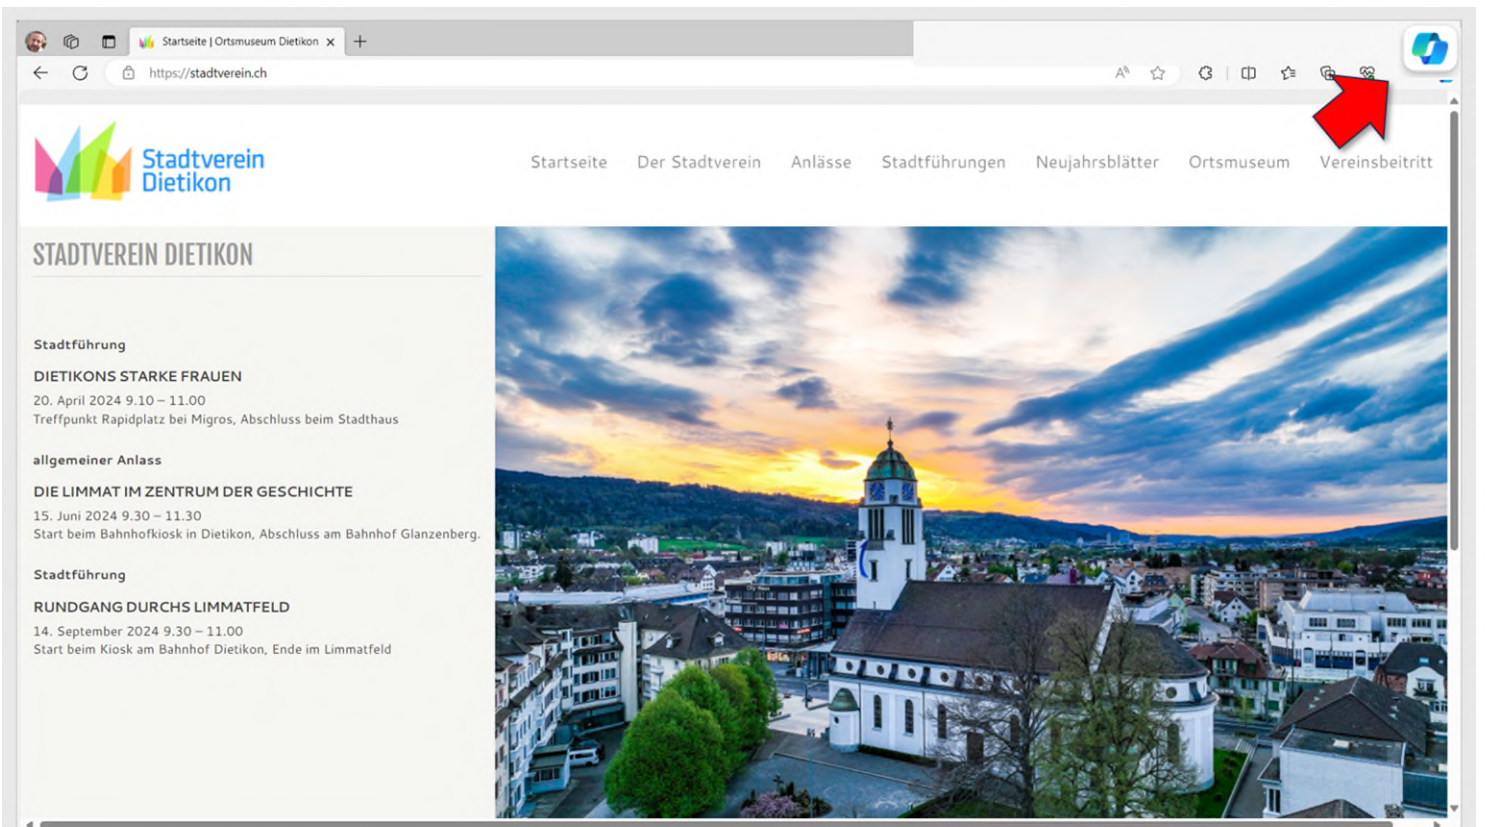 Startseite | Ortsmuseum Dietikon
https://stadtverein.ch
Stadtverein
Dietikon
Startseite Der Stadtverein Anlässe Stadtführungen Neujahrsblätter Ortsmuseum Vereinsbeitritt
STADTVEREIN DIETIKON
Stadtführung
DIETIKONS STARKE FRAUEN
20. April 2024 9.10 – 11.00
Treffpunkt Rapidplatz bei Migros, Abschluss beim Stadthaus
allgemeiner Anlass
DIE LIMMAT IM ZENTRUM DER GESCHICHTE
15. Juni 2024 9.30 – 11.30
Start beim Bahnhofkiosk in Dietikon, Abschluss am Bahnhof Glanzenberg.
Stadtführung
RUNDGANG DURCHS LIMMATFELD
14. September 2024 9.30 – 11.00
Start beim Kiosk am Bahnhof Dietikon, Ende im Limmatfeld